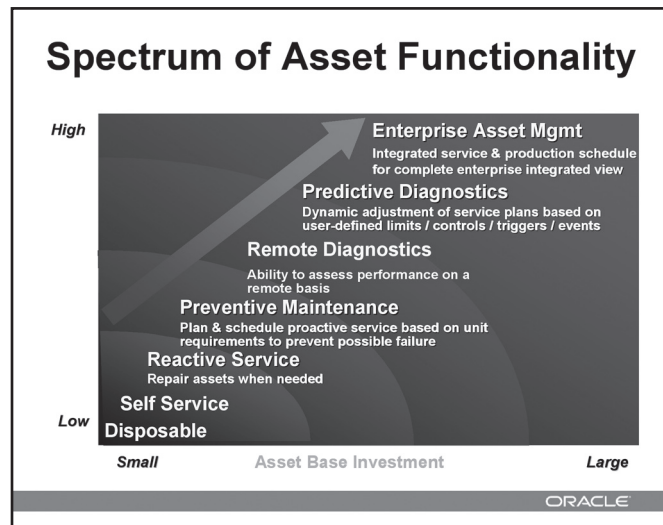 Spectrum of Asset Functionality
High
Enterprise Asset Mgmt
Integrated service & production schedule
for complete enterprise integrated view
Predictive Diagnostics
Dynamic adjustment of service plans based on
user-defined limits / controls / triggers / events
Remote Diagnostics
Ability to assess performance on a
remote basis
Preventive Maintenance
Plan & schedule proactive service based on unit
requirements to prevent possible failure
Reactive Service
Repair assets when needed
Self Service
Low
Disposable
Small Asset Base Investment Large
ORACLE